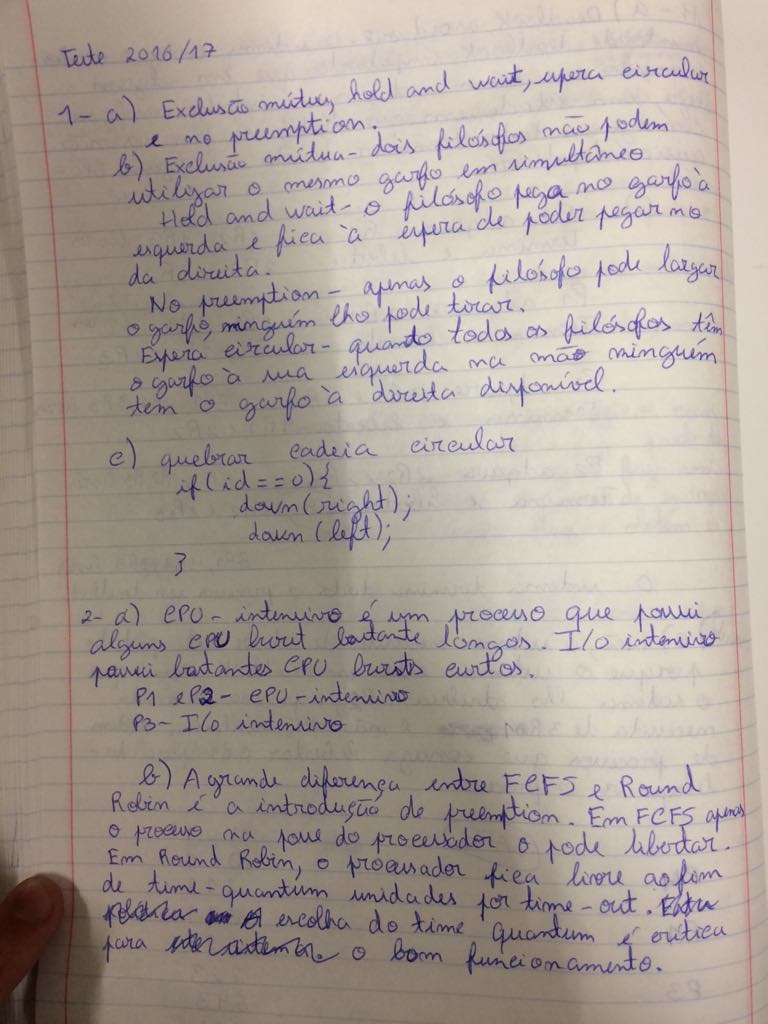 Teste 2016/17
1- a) Exclusão mútua, hold and wait, espera circular
e no preemption.
b) Exclusão mútua- dois filósofos não podem
utilizar o mesmo garfo em simultâneo
Hold and wait- o filósofo pega no garfo à
esquerda e fica à espera de poder pegar no
da direita.
No preemption- apenas o filósofo pode largar
o garfo, ninguém lho pode tirar.
Espera circular- quando todos os filósofos têm
o garfo à sua esquerda na mão ninguém
tem o garfo à direita disponível.
c) quebrar cadeia circular
if(id==0){
down(right);
down(left);
}
2- a) CPU-intensivo é um processo que possui
alguns CPU burst bastante longos. I/O intensivo
possui bastantes CPU bursts curtos.
P1 e P2- CPU-intensivo
P3- I/O intensivo
b) A grande diferença entre FCFS e Round
Robin é a introdução de preemption. Em FCFS apenas
o processo na posse do processador o pode libertar.
Em Round Robin, o processador fica livre ao fim
de time-quantum unidades por time-out.
A escolha do time quantum é crítica
para o bom funcionamento.